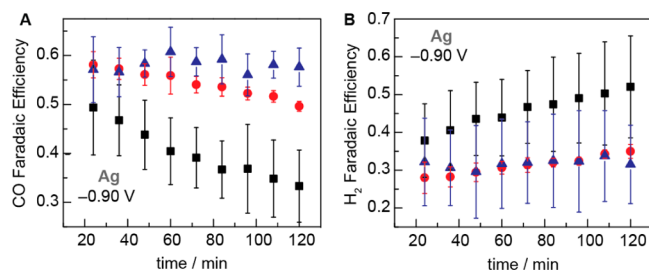 A
CO Faradaic Efficiency
0.6
0.5
0.4
0.3
Ag
–0.90 V
20 40 60 80 100 120
time / min
B
H2 Faradaic Efficiency
0.7
0.6
0.5
0.4
0.3
0.2
Ag
–0.90 V
20 40 60 80 100 120
time / min